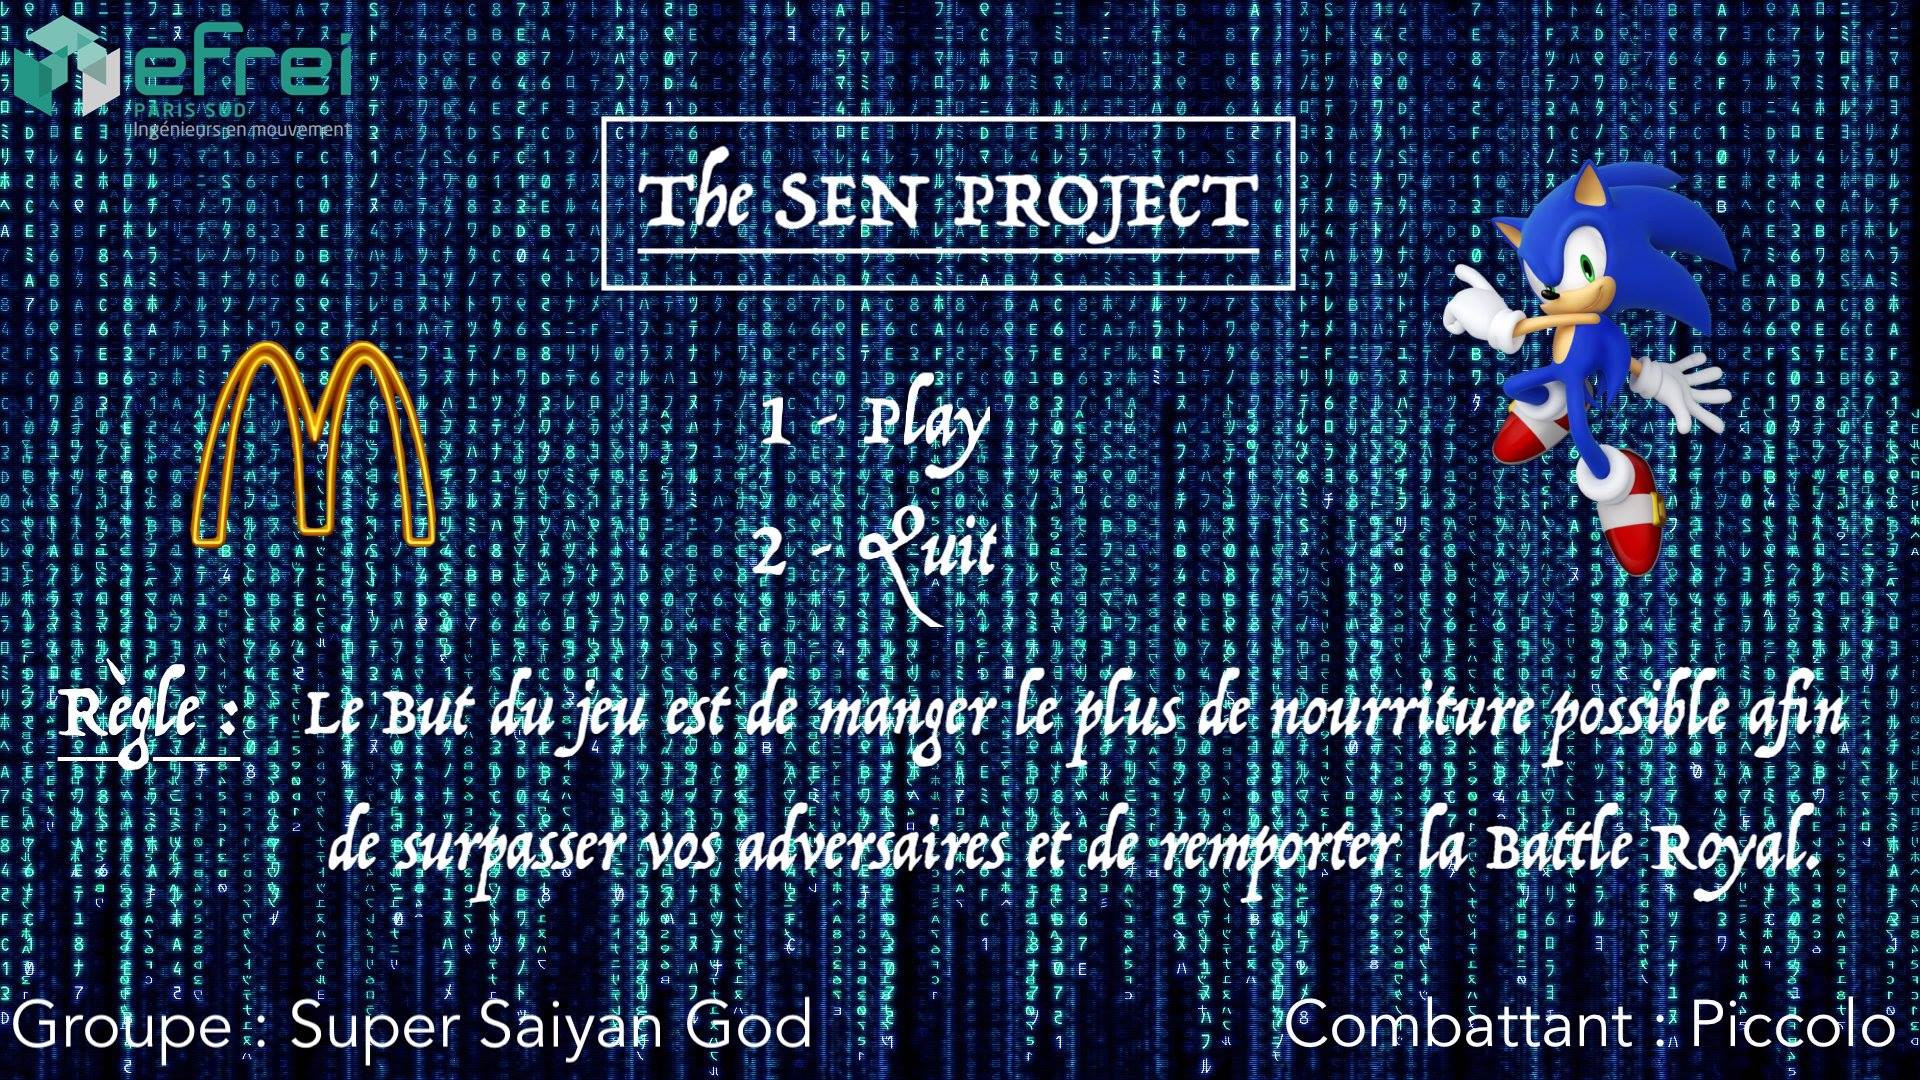 efrei
PARIS SUD
Ingénieurs en mouvement
The SEN PROJECT
1 - Play
2 - Quit
Règle : Le But du jeu est de manger le plus de nourriture possible afin
de surpasser vos adversaires et de remporter la Battle Royal.
Groupe : Super Saiyan God
Combattant : Piccolo